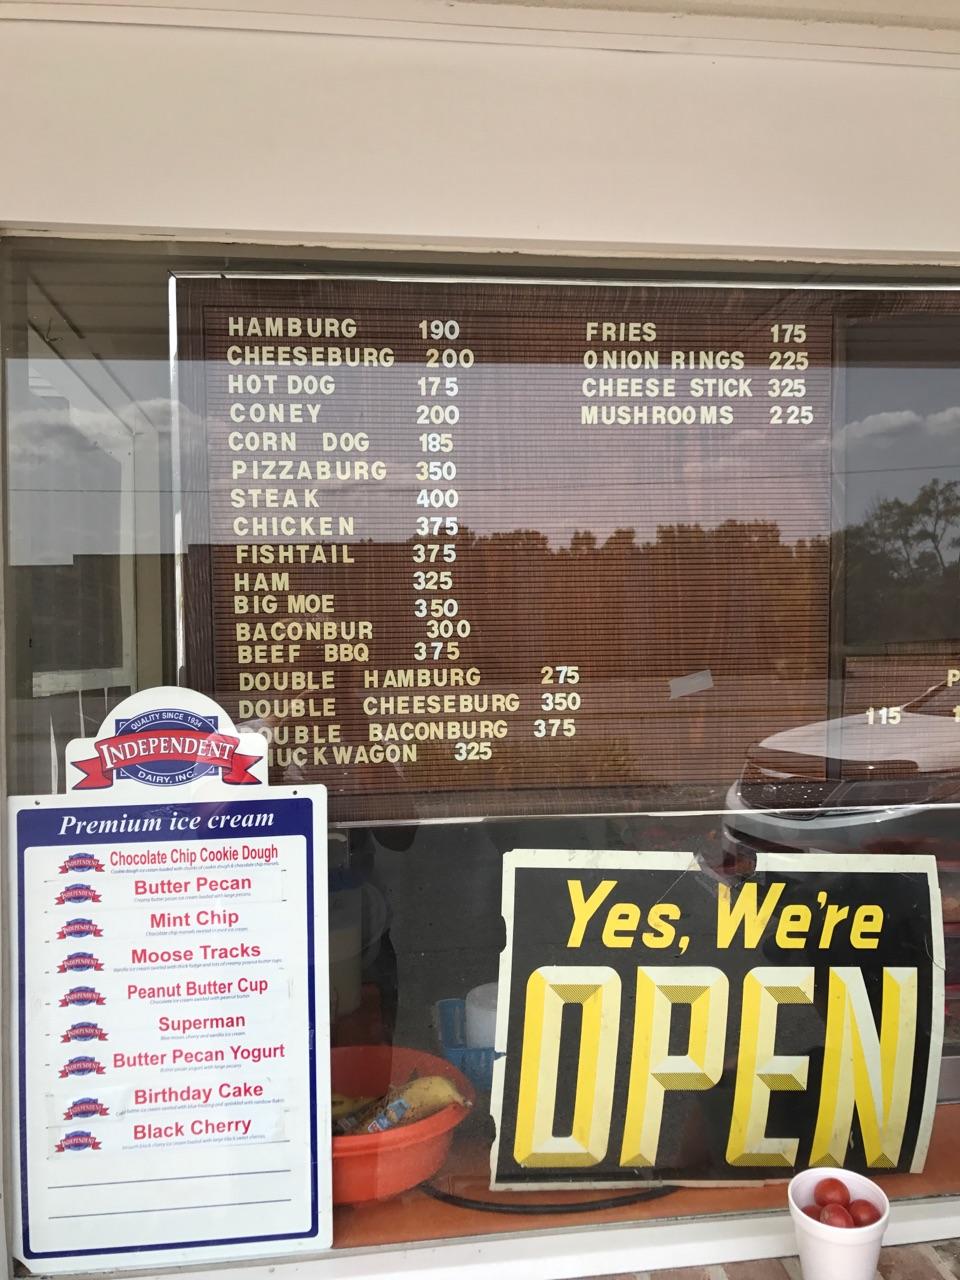 HAMBURG 190
CHEESEBURG 200
HOT DOG 175
CONEY 200
CORN DOG 185
PIZZABURG 350
STEAK 400
CHICKEN 375
FISHTAIL 375
HAM 325
BIG MOE 350
BACONBUR 300
BEEF BBQ 375
DOUBLE HAMBURG 275
DOUBLE CHEESEBURG 350
OUBLE BACONBURG 375
HUCKWAGON 325
FRIES 175
ONION RINGS 225
CHEESE STICK 325
MUSHROOMS 225
P
115 1
QUALITY SINCE 1934
INDEPENDENT
DAIRY, INC.
Premium ice cream
Chocolate Chip Cookie Dough
Butter Pecan
Mint Chip
Moose Tracks
Peanut Butter Cup
Superman
Butter Pecan Yogurt
Birthday Cake
Black Cherry
Yes, We're
OPEN